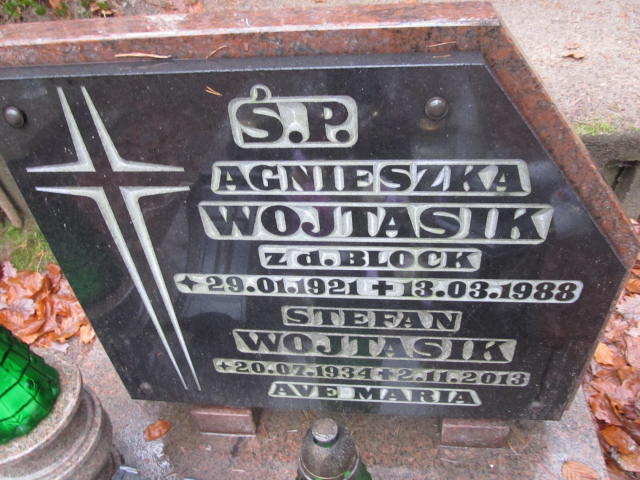 Ś.P.
AGNIESZKA
WOJTASIK
z d. BLOCK
✦29.01.1921 ✝ 13.03.1988
STEFAN
WOJTASIK
✦20.07.1934 ✝ 2.11.2013
AVE MARIA